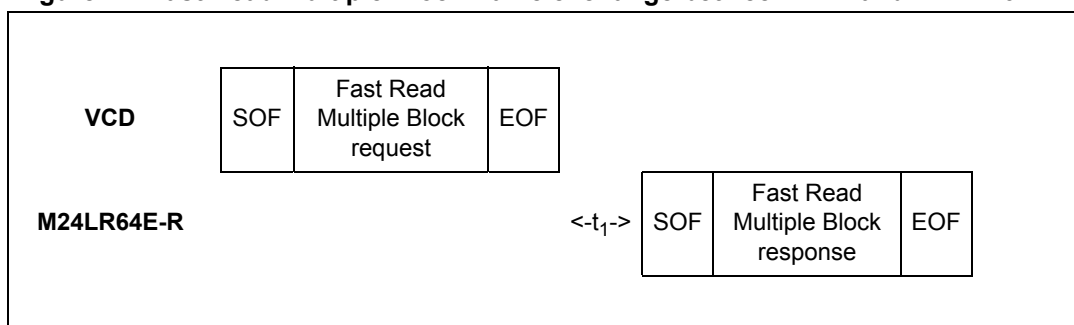 VCD
SOF
Fast Read
Multiple Block
request
EOF
M24LR64E-R
<-t1->
SOF
Fast Read
Multiple Block
response
EOF